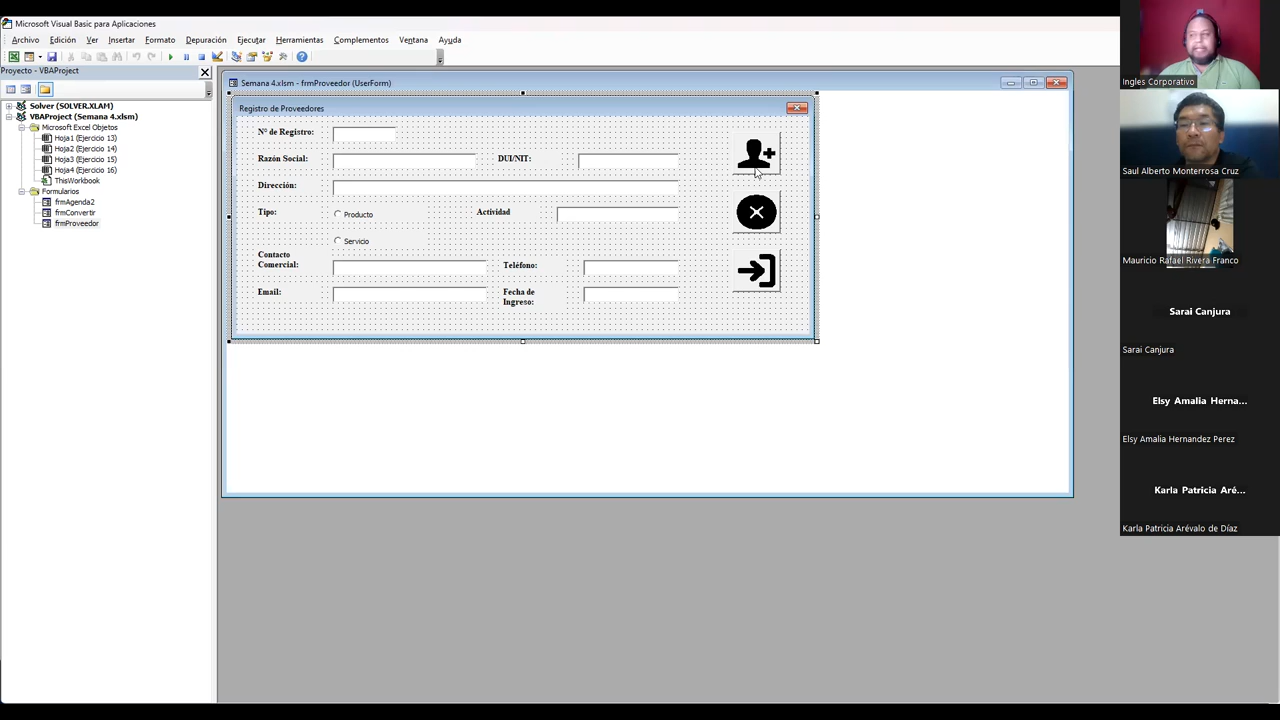 Microsoft Visual Basic para Aplicaciones
Archivo Edición Ver Insertar Formato Depuración Ejecutar Herramientas Complementos Ventana Ayuda
Proyecto - VBAProject
Solver (SOLVER.XLAM)
VBAProject (Semana 4.xlsm)
Microsoft Excel Objetos
Hoja1 (Ejercicio 13)
Hoja2 (Ejercicio 14)
Hoja3 (Ejercicio 15)
Hoja4 (Ejercicio 16)
ThisWorkbook
Formularios
frmAgenda2
frmConvertir
frmProveedor
Semana 4.xlsm - frmProveedor (UserForm)
Registro de Proveedores
N° de Registro:
Razón Social: DUI/NIT:
Dirección:
Tipo: Producto Actividad
Servicio
Contacto
Comercial: Teléfono:
Email: Fecha de
Ingreso:
Ingles Corporativo
Saul Alberto Monterrosa Cruz
Mauricio Rafael Rivera Franco
Sarai Canjura
Sarai Canjura
Elsy Amalia Herna...
Elsy Amalia Hernandez Perez
Karla Patricia Aré...
Karla Patricia Arévalo de Díaz